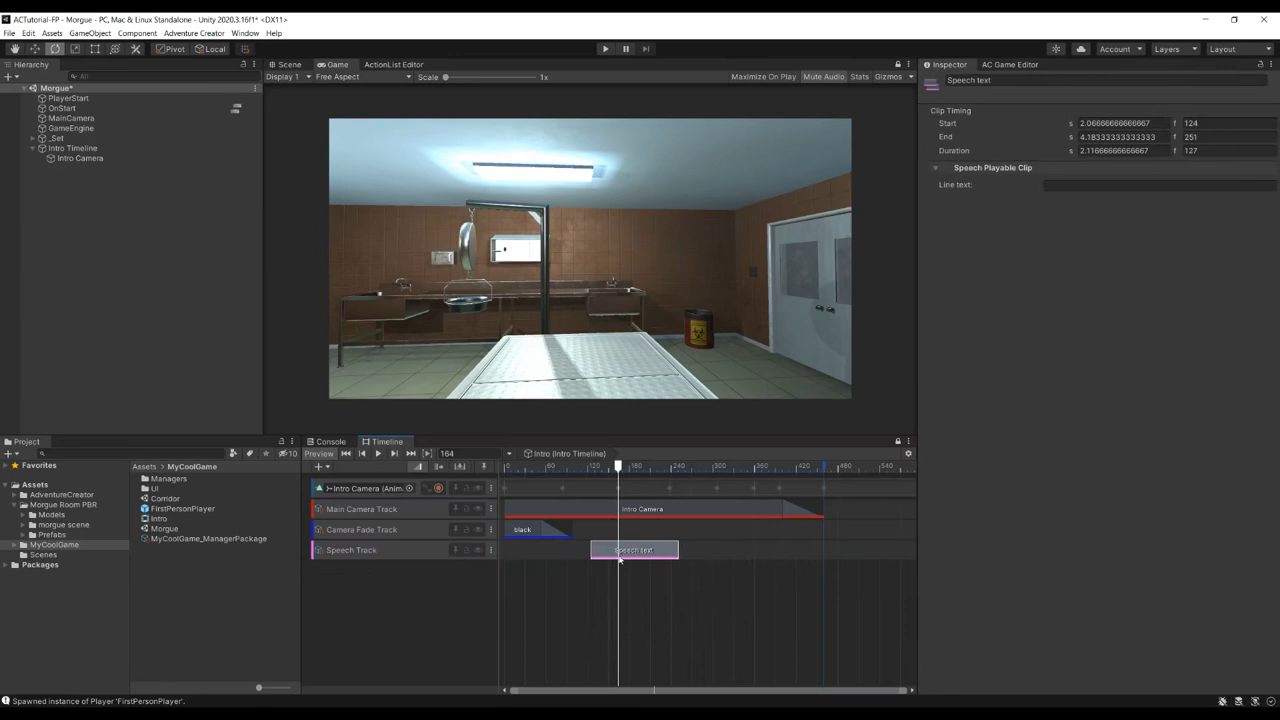 ACTutorial-FP - Morgue - PC, Mac & Linux Standalone - Unity 2020.3.16f1* <DX11>
File Edit Assets GameObject Component Adventure Creator Window Help
Pivot Local Account Layers Layout
Hierarchy
All
Morgue*
PlayerStart
OnStart
MainCamera
GameEngine
_Set
Intro Timeline
Intro Camera
Scene Game ActionList Editor
Display 1 Free Aspect Scale 1x Maximize On Play Mute Audio Stats Gizmos
Inspector AC Game Editor
Speech text
Clip Timing
Start s 2.06666666666667 f 124
End s 4.18333333333333 f 251
Duration s 2.11666666666667 f 127
Speech Playable Clip
Line text:
Project
10
Favorites
Assets
AdventureCreator
Morgue Room PBR
Models
morgue scene
Prefabs
MyCoolGame
Scenes
Packages
Assets > MyCoolGame
Managers
UI
Corridor
FirstPersonPlayer
Intro
Morgue
MyCoolGame_ManagerPackage
Console Timeline
Preview 164 Intro (Intro Timeline)
0 60 120 180 240 300 360 420 480 540
Intro Camera (Anim.
Main Camera Track Intro Camera
Camera Fade Track black
Speech Track Speech text
Spawned instance of Player 'FirstPersonPlayer'.